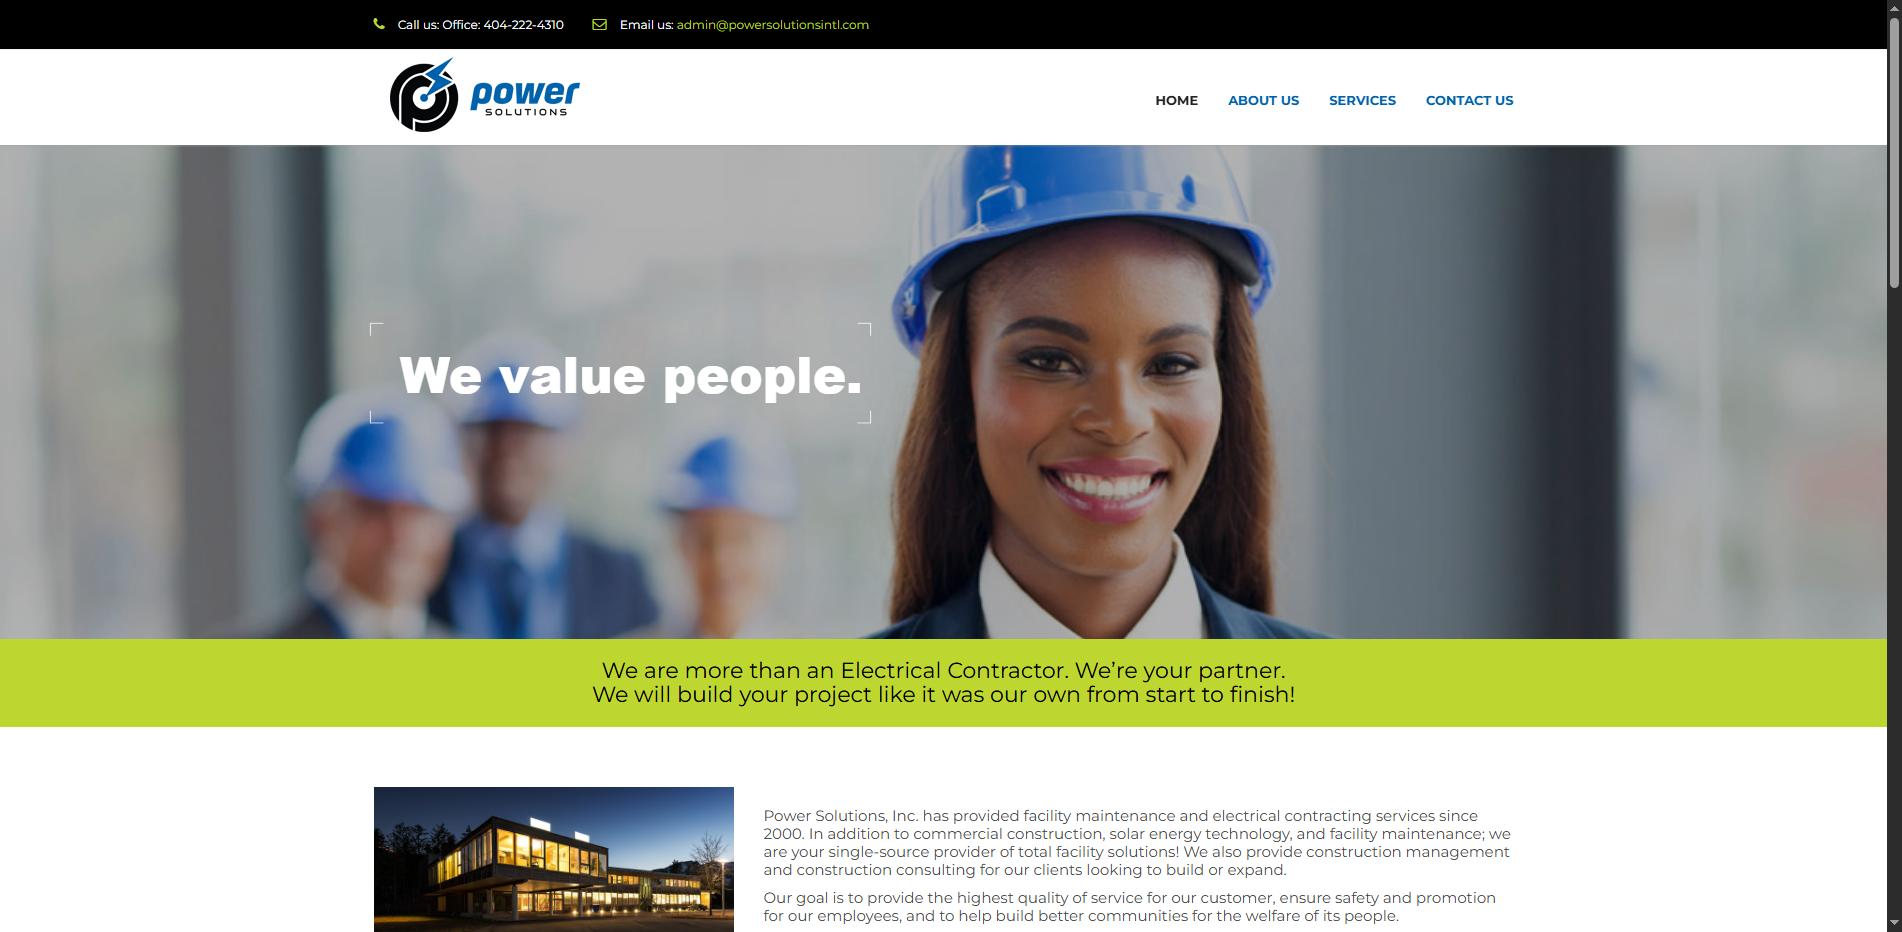 Call us: Office: 404-222-4310
Email us: admin@powersolutionsintl.com
power
SOLUTIONS
HOME
ABOUT US
SERVICES
CONTACT US
We value people.
We are more than an Electrical Contractor. We’re your partner.
We will build your project like it was our own from start to finish!
Power Solutions, Inc. has provided facility maintenance and electrical contracting services since
2000. In addition to commercial construction, solar energy technology, and facility maintenance; we
are your single-source provider of total facility solutions! We also provide construction management
and construction consulting for our clients looking to build or expand.
Our goal is to provide the highest quality of service for our customer, ensure safety and promotion
for our employees, and to help build better communities for the welfare of its people.